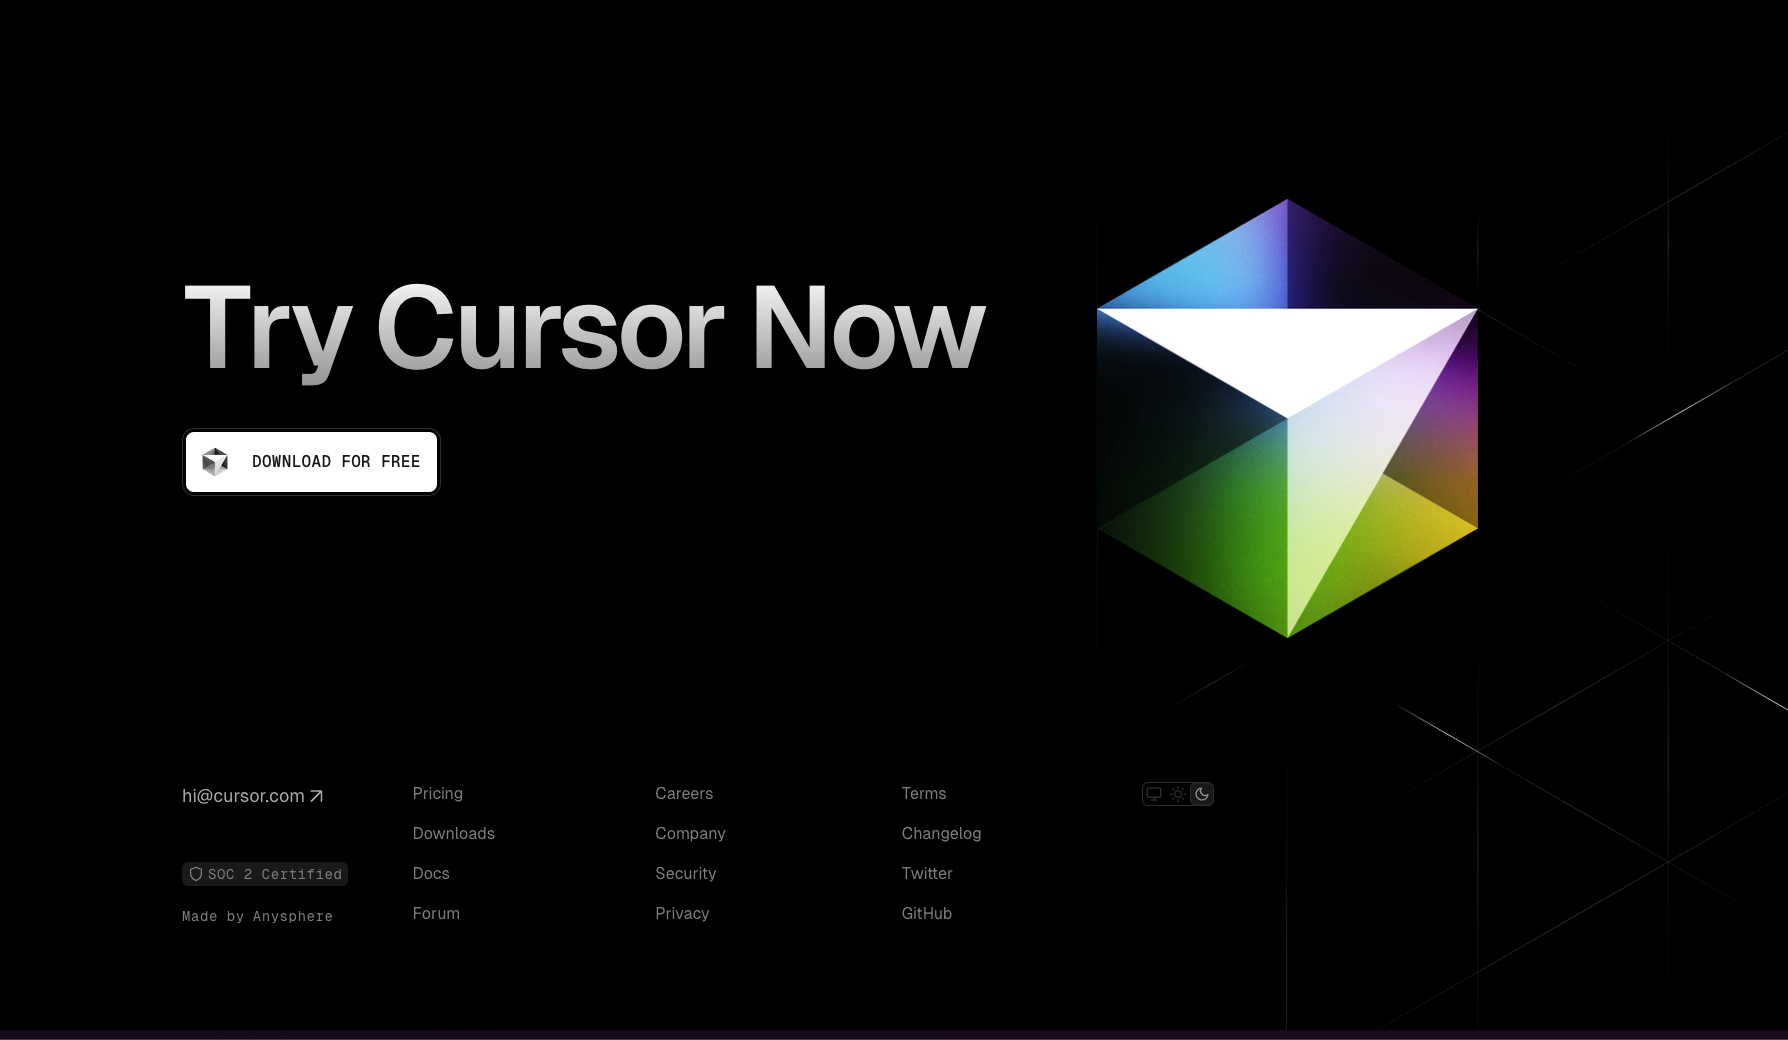 Try Cursor Now
DOWNLOAD FOR FREE
hi@cursor.com
SOC 2 Certified
Made by Anysphere
Pricing
Downloads
Docs
Forum
Careers
Company
Security
Privacy
Terms
Changelog
Twitter
GitHub